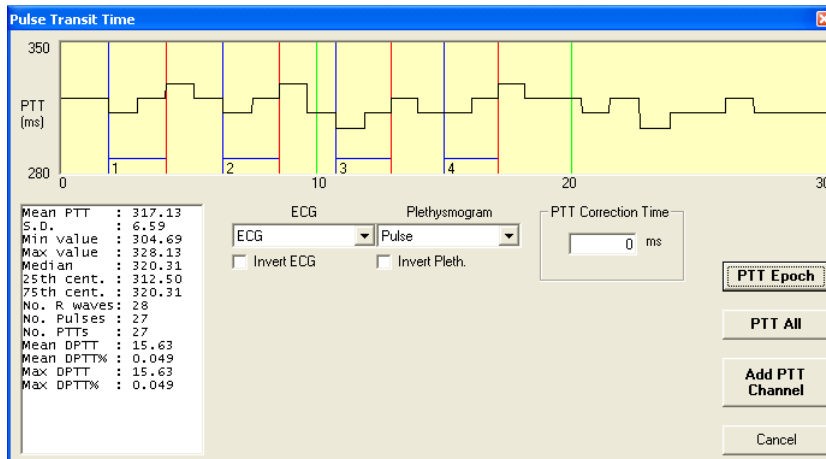 Pulse Transit Time
350
PTT
(ms)
280
1
2
3
4
0
10
20
30
Mean PTT : 317.13
S.D. : 6.59
Min value : 304.69
Max value : 328.13
Median : 320.31
25th cent. : 312.50
75th cent. : 320.31
No. R waves: 28
No. Pulses : 27
No. PTTs : 27
Mean DPTT : 15.63
Mean DPTT% : 0.049
Max DPTT : 15.63
Max DPTT% : 0.049
ECG
Plethysmogram
ECG
Pulse
Invert ECG
Invert Pleth.
PTT Correction Time
0 ms
PTT Epoch
PTT All
Add PTT
Channel
Cancel